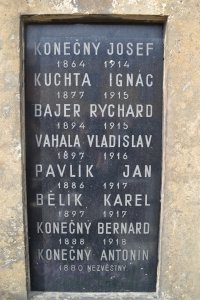 KONEČNÝ JOSEF
1864 1914
KUCHTA IGNÁC
1877 1915
BAJER RYCHARD
1894 1915
VAHALA VLADISLAV
1897 1916
PAVLÍK JAN
1886 1917
BĚLÍK KAREL
1897 1917
KONEČNÝ BERNARD
1888 1918
KONEČNÝ ANTONÍN
1880 NEZVĚSTNÝ